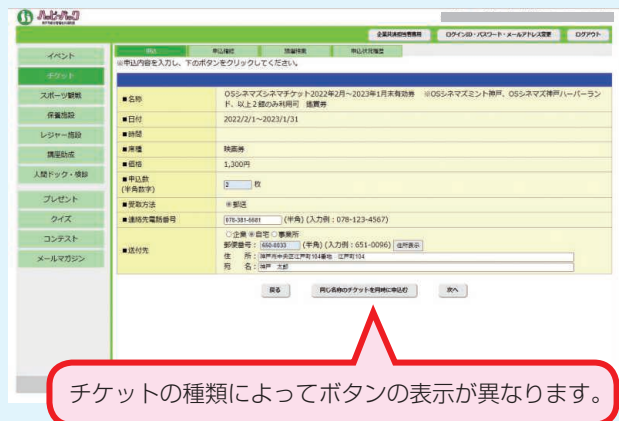 ハッピーパック
企業共済担当者専用 ログインID・パスワード・メールアドレス変更 ログアウト
申込 申込確認 抽選結果 申込状況履歴
※申込内容を入力し、下のボタンをクリックしてください。
イベント
チケット
スポーツ観戦
保養施設
レジャー施設
講座助成
人間ドック・検診
プレゼント
クイズ
コンテスト
メールマガジン
■名称 OSシネマズシネマチケット2022年2月~2023年1月末有効券 ※OSシネマズミント神戸、OSシネマズ神戸ハーバーラン
ド、以上2館のみ利用可 鑑賞券
■日付 2022/2/1~2023/1/31
■時間
■席種 映画券
■価格 1,300円
■申込数
(半角数字) 2 枚
■受取方法 ◉郵送
■連絡先電話番号 078-381-6681 (半角) (入力例:078-123-4567)
■送付先 ○企業 ◉自宅 ○事業所
郵便番号: 650-0033 (半角) (入力例:651-0096) 住所表示
住 所: 神戸市中央区江戸町104番地 江戸町104
宛 名: 神戸 太郎
戻る 同じ名称のチケットを同時に申込む 次へ
チケットの種類によってボタンの表示が異なります。